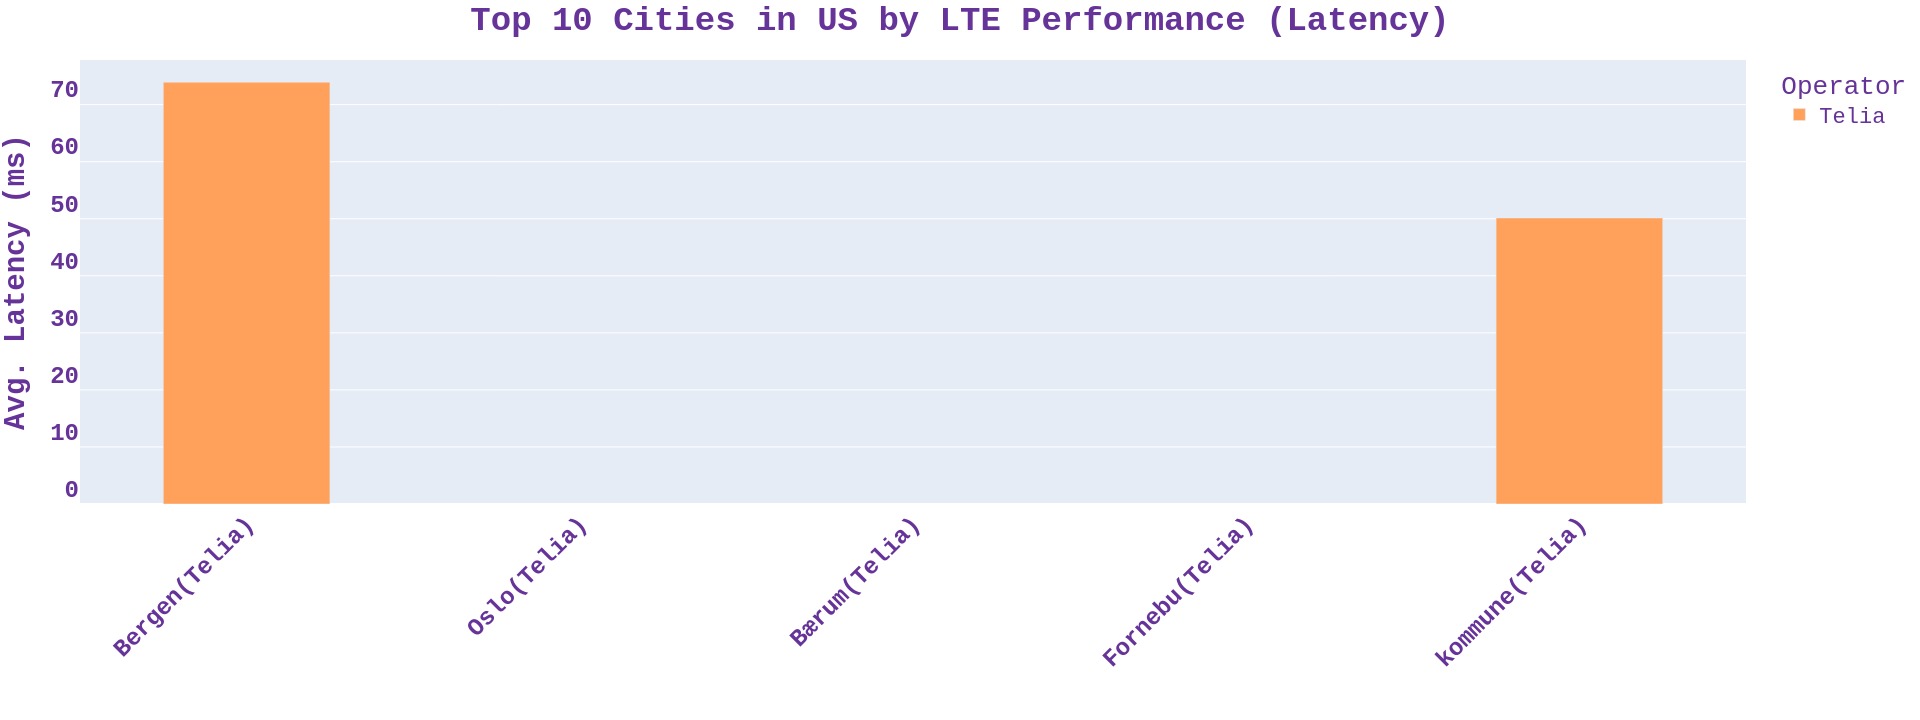 Top 10 Cities in US by LTE Performance (Latency)
Operator
Telia
Avg. Latency (ms)
70
60
50
40
30
20
10
0
Bergen(Telia)
Oslo(Telia)
Bærum(Telia)
Fornebu(Telia)
kommune(Telia)